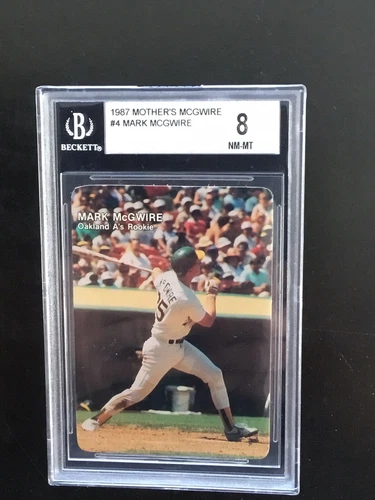 1987 MOTHER'S MCGWIRE
#4 MARK MCGWIRE
8
NM-MT
B
BECKETT®
MARK McGWIRE
Oakland A's Rookie